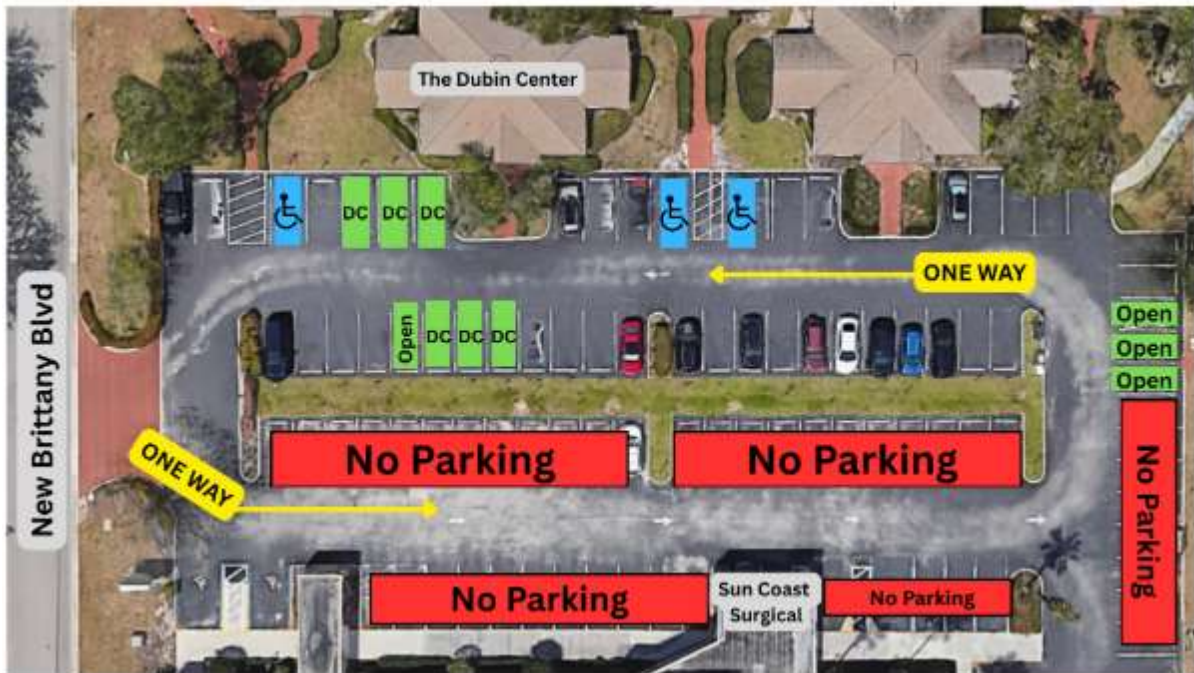 The Dubin Center
DC DC DC
ONE WAY
Open DC DC DC
Open
Open
Open
New Brittany Blvd
No Parking
No Parking
ONE WAY
No Parking
No Parking
Sun Coast
Surgical
No Parking